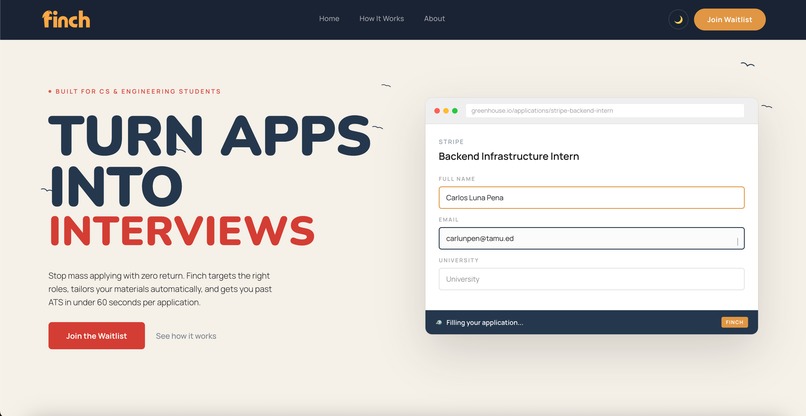 finch
Home
How It Works
About
Join Waitlist
BUILT FOR CS & ENGINEERING STUDENTS
TURN APPS
INTO
INTERVIEWS
Stop mass applying with zero return. Finch targets the right
roles, tailors your materials automatically, and gets you past
ATS in under 60 seconds per application.
Join the Waitlist
See how it works
greenhouse.io/applications/stripe-backend-intern
STRIPE
Backend Infrastructure Intern
FULL NAME
Carlos Luna Pena
EMAIL
carlunpen@tamu.ed
UNIVERSITY
University
Filling your application...
FINCH